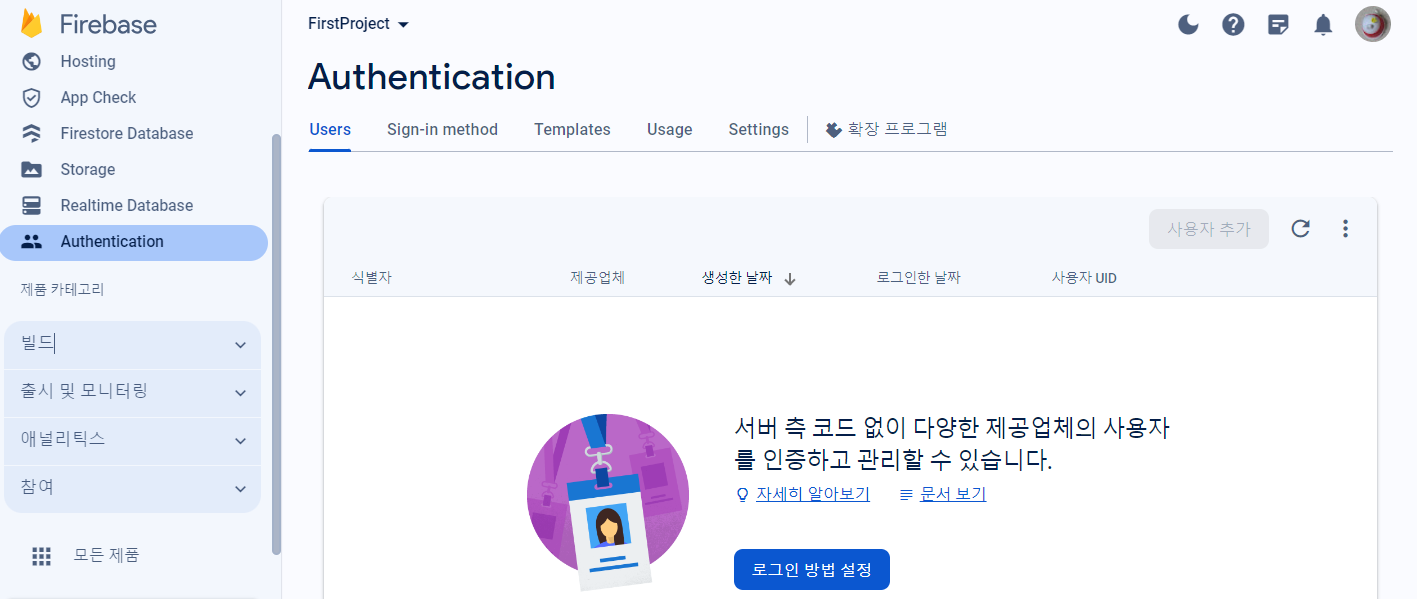 Firebase
Hosting
App Check
Firestore Database
Storage
Realtime Database
Authentication
제품 카테고리
빌드
출시 및 모니터링
애널리틱스
참여
모든 제품
FirstProject
Authentication
Users Sign-in method Templates Usage Settings 확장 프로그램
사용자 추가
식별자 제공업체 생성한 날짜 로그인한 날짜 사용자 UID
서버 측 코드 없이 다양한 제공업체의 사용자
를 인증하고 관리할 수 있습니다.
자세히 알아보기 문서 보기
로그인 방법 설정